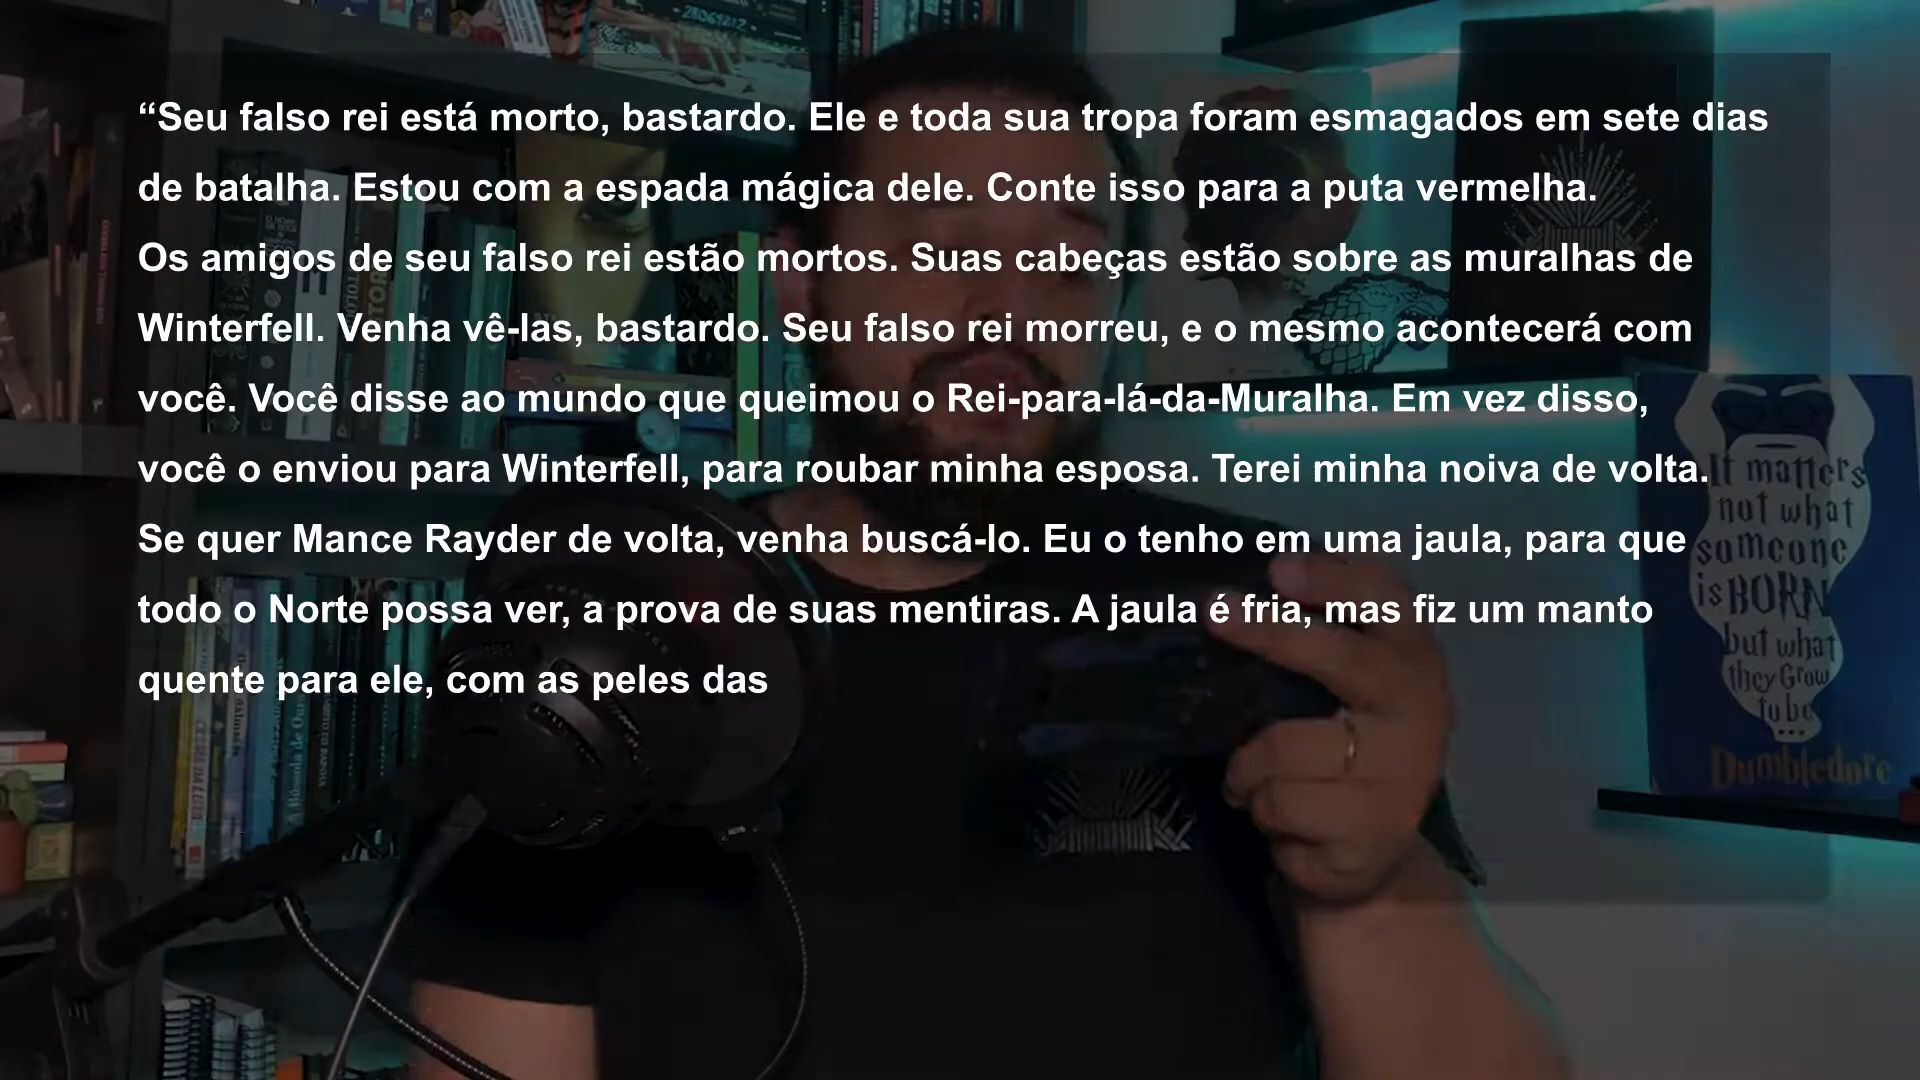 28061212
“Seu falso rei está morto, bastardo. Ele e toda sua tropa foram esmagados em sete dias
de batalha. Estou com a espada mágica dele. Conte isso para a puta vermelha.
Os amigos de seu falso rei estão mortos. Suas cabeças estão sobre as muralhas de
Winterfell. Venha vê-las, bastardo. Seu falso rei morreu, e o mesmo acontecerá com
você. Você disse ao mundo que queimou o Rei-para-lá-da-Muralha. Em vez disso,
você o enviou para Winterfell, para roubar minha esposa. Terei minha noiva de volta.
Se quer Mance Rayder de volta, venha buscá-lo. Eu o tenho em uma jaula, para que
todo o Norte possa ver, a prova de suas mentiras. A jaula é fria, mas fiz um manto
quente para ele, com as peles das
It matters
not what
someone
is BORN
but what
they Grow
to be
Dumbledore
A Bússola de Ouro